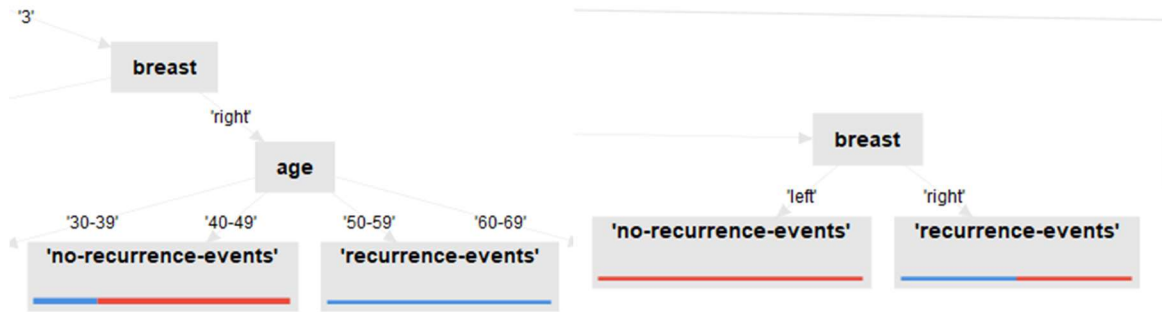 '3'
breast
'right'
age
'30-39' '40-49' '50-59' '60-69'
'no-recurrence-events' 'recurrence-events'
breast
'left' 'right'
'no-recurrence-events' 'recurrence-events'